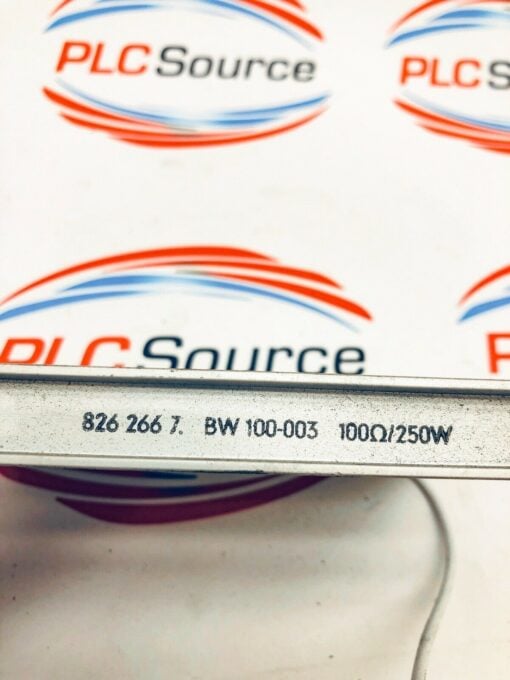 PLC Source
PLC S
PLC Source
P
826 266 7. BW 100-003 100Ω/250W